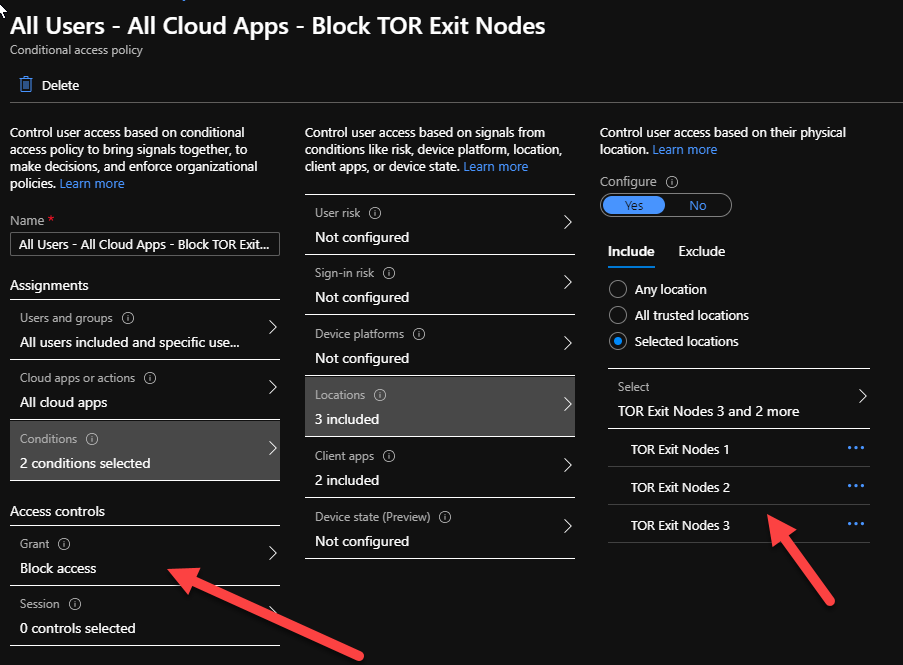 All Users - All Cloud Apps - Block TOR Exit Nodes
Conditional access policy
Delete
Control user access based on conditional
access policy to bring signals together, to
make decisions, and enforce organizational
policies. Learn more
Name *
All Users - All Cloud Apps - Block TOR Exit...
Assignments
Users and groups
All users included and specific use...
Cloud apps or actions
All cloud apps
Conditions
2 conditions selected
Access controls
Grant
Block access
Session
0 controls selected
Control user access based on signals from
conditions like risk, device platform, location,
client apps, or device state. Learn more
User risk
Not configured
Sign-in risk
Not configured
Device platforms
Not configured
Locations
3 included
Client apps
2 included
Device state (Preview)
Not configured
Control user access based on their physical
location. Learn more
Configure
Yes No
Include Exclude
Any location
All trusted locations
Selected locations
Select
TOR Exit Nodes 3 and 2 more
TOR Exit Nodes 1
TOR Exit Nodes 2
TOR Exit Nodes 3